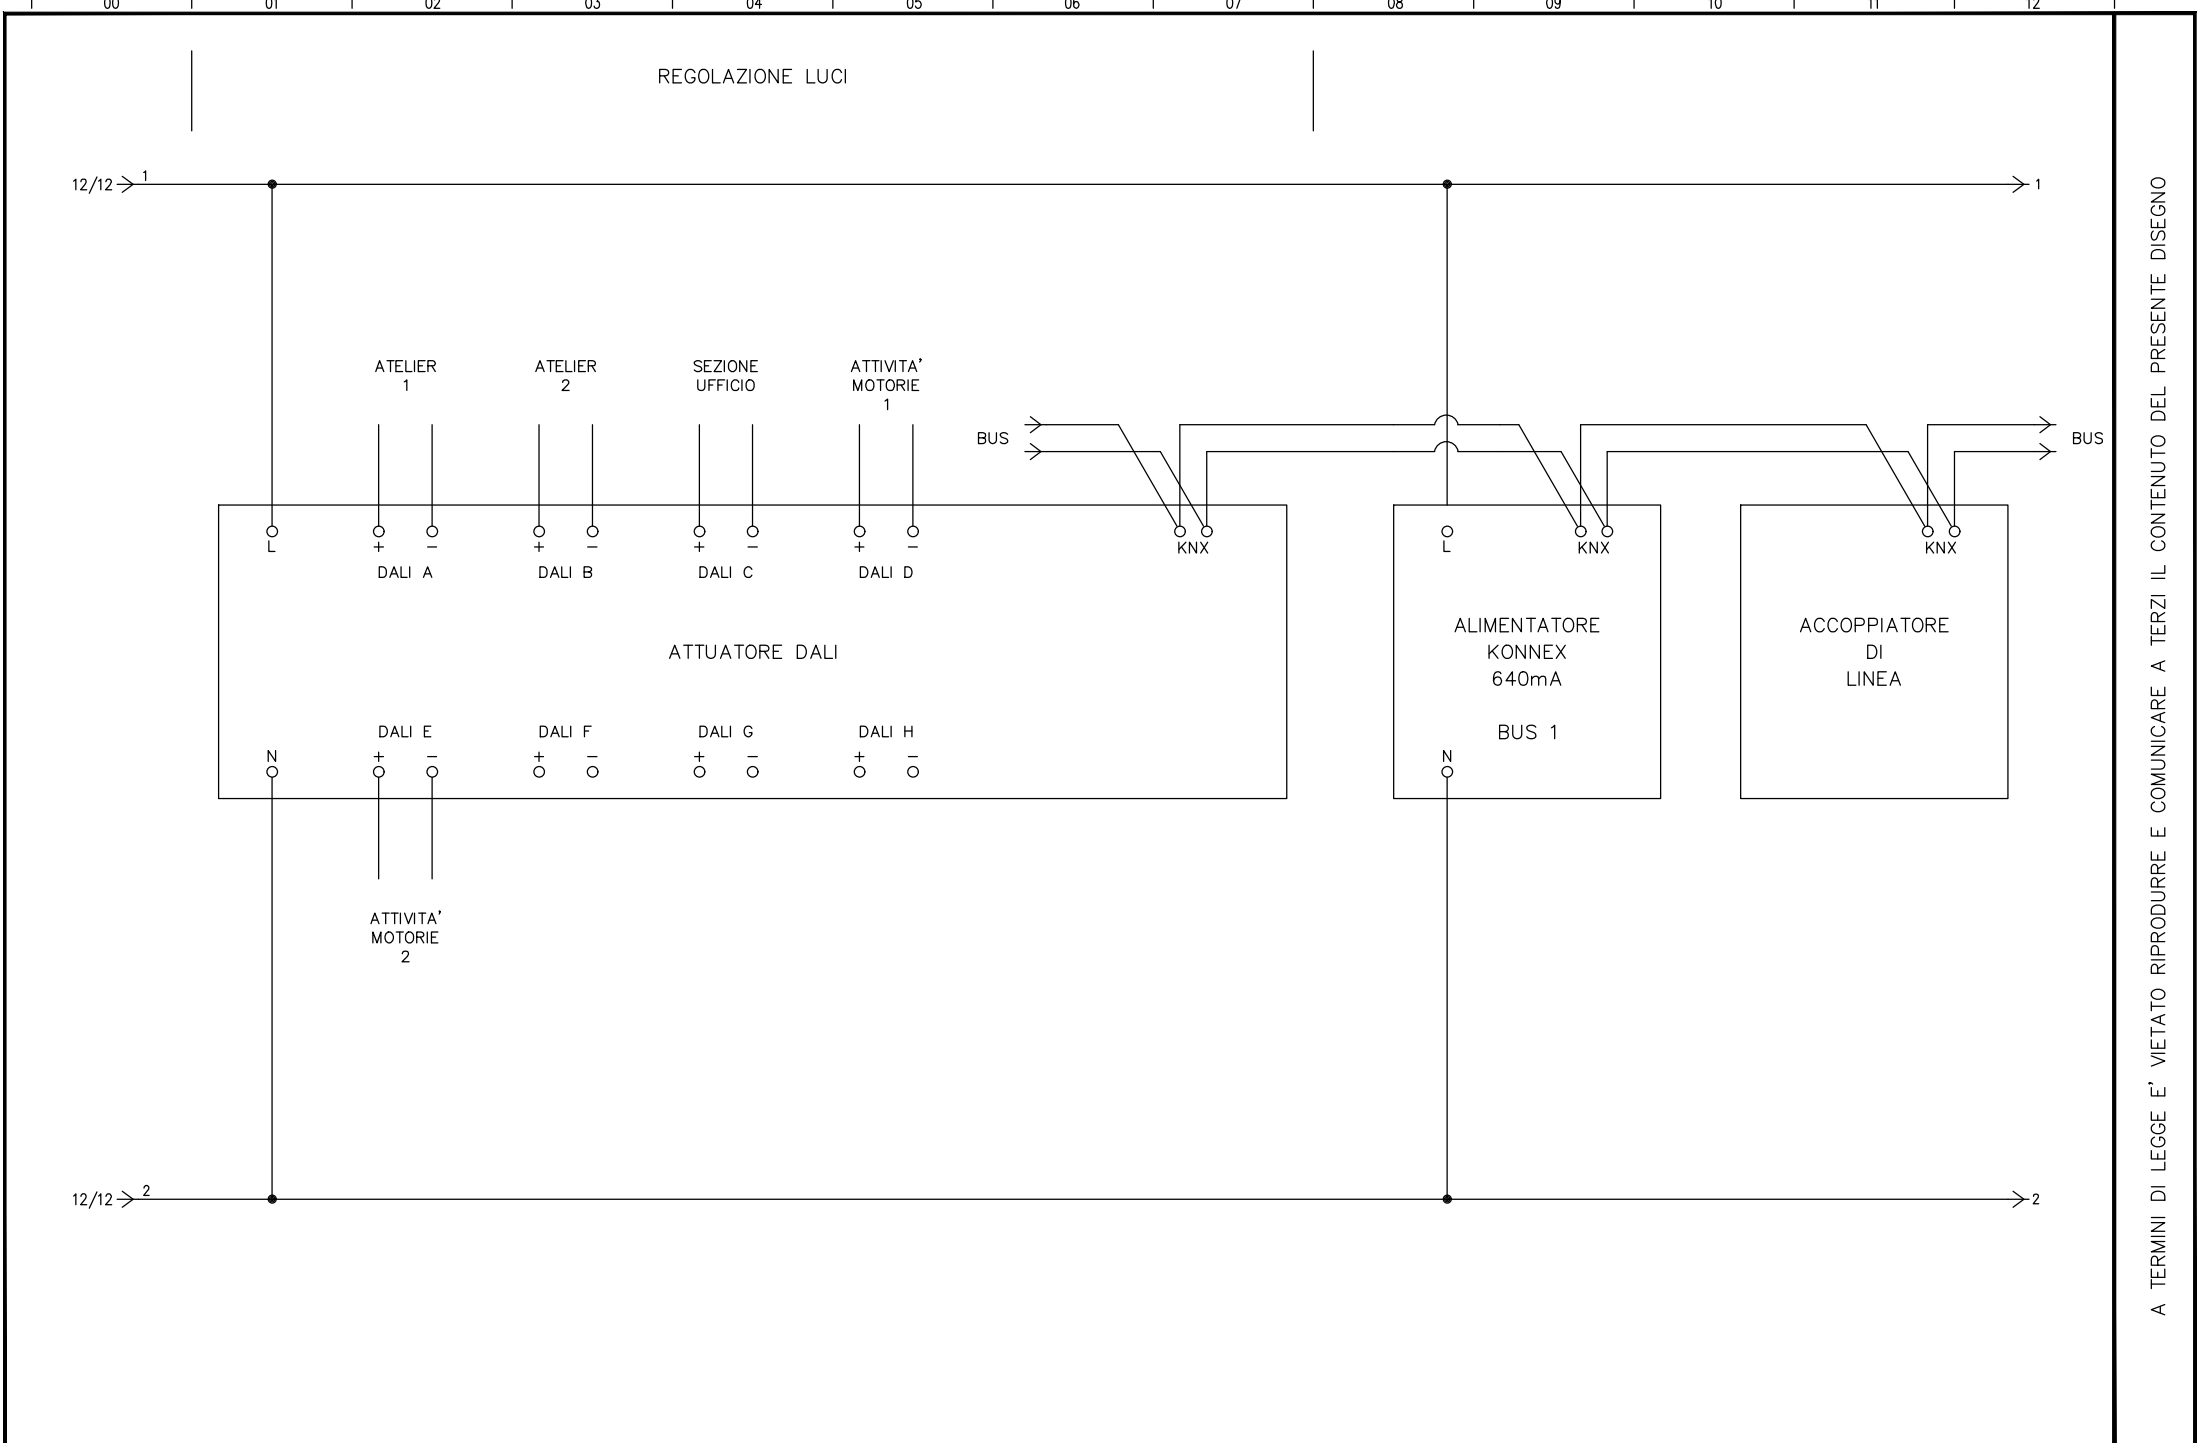 00 01 02 03 04 05 06 07 08 09 10 11 12
REGOLAZIONE LUCI
12/12 1 1
ATELIER
1
ATELIER
2
SEZIONE
UFFICIO
ATTIVITA'
MOTORIE
1
BUS
BUS
L
+ −
DALI A
+ −
DALI B
+ −
DALI C
+ −
DALI D
KNX
L
KNX
KNX
ATTUATORE DALI
ALIMENTATORE
KONNEX
640mA
BUS 1
ACCOPPIATORE
DI
LINEA
N
DALI E
+ −
DALI F
+ −
DALI G
+ −
DALI H
+ −
N
ATTIVITA'
MOTORIE
2
12/12 2 2
A TERMINI DI LEGGE E' VIETATO RIPRODURRE E COMUNICARE A TERZI IL CONTENUTO DEL PRESENTE DISEGNO